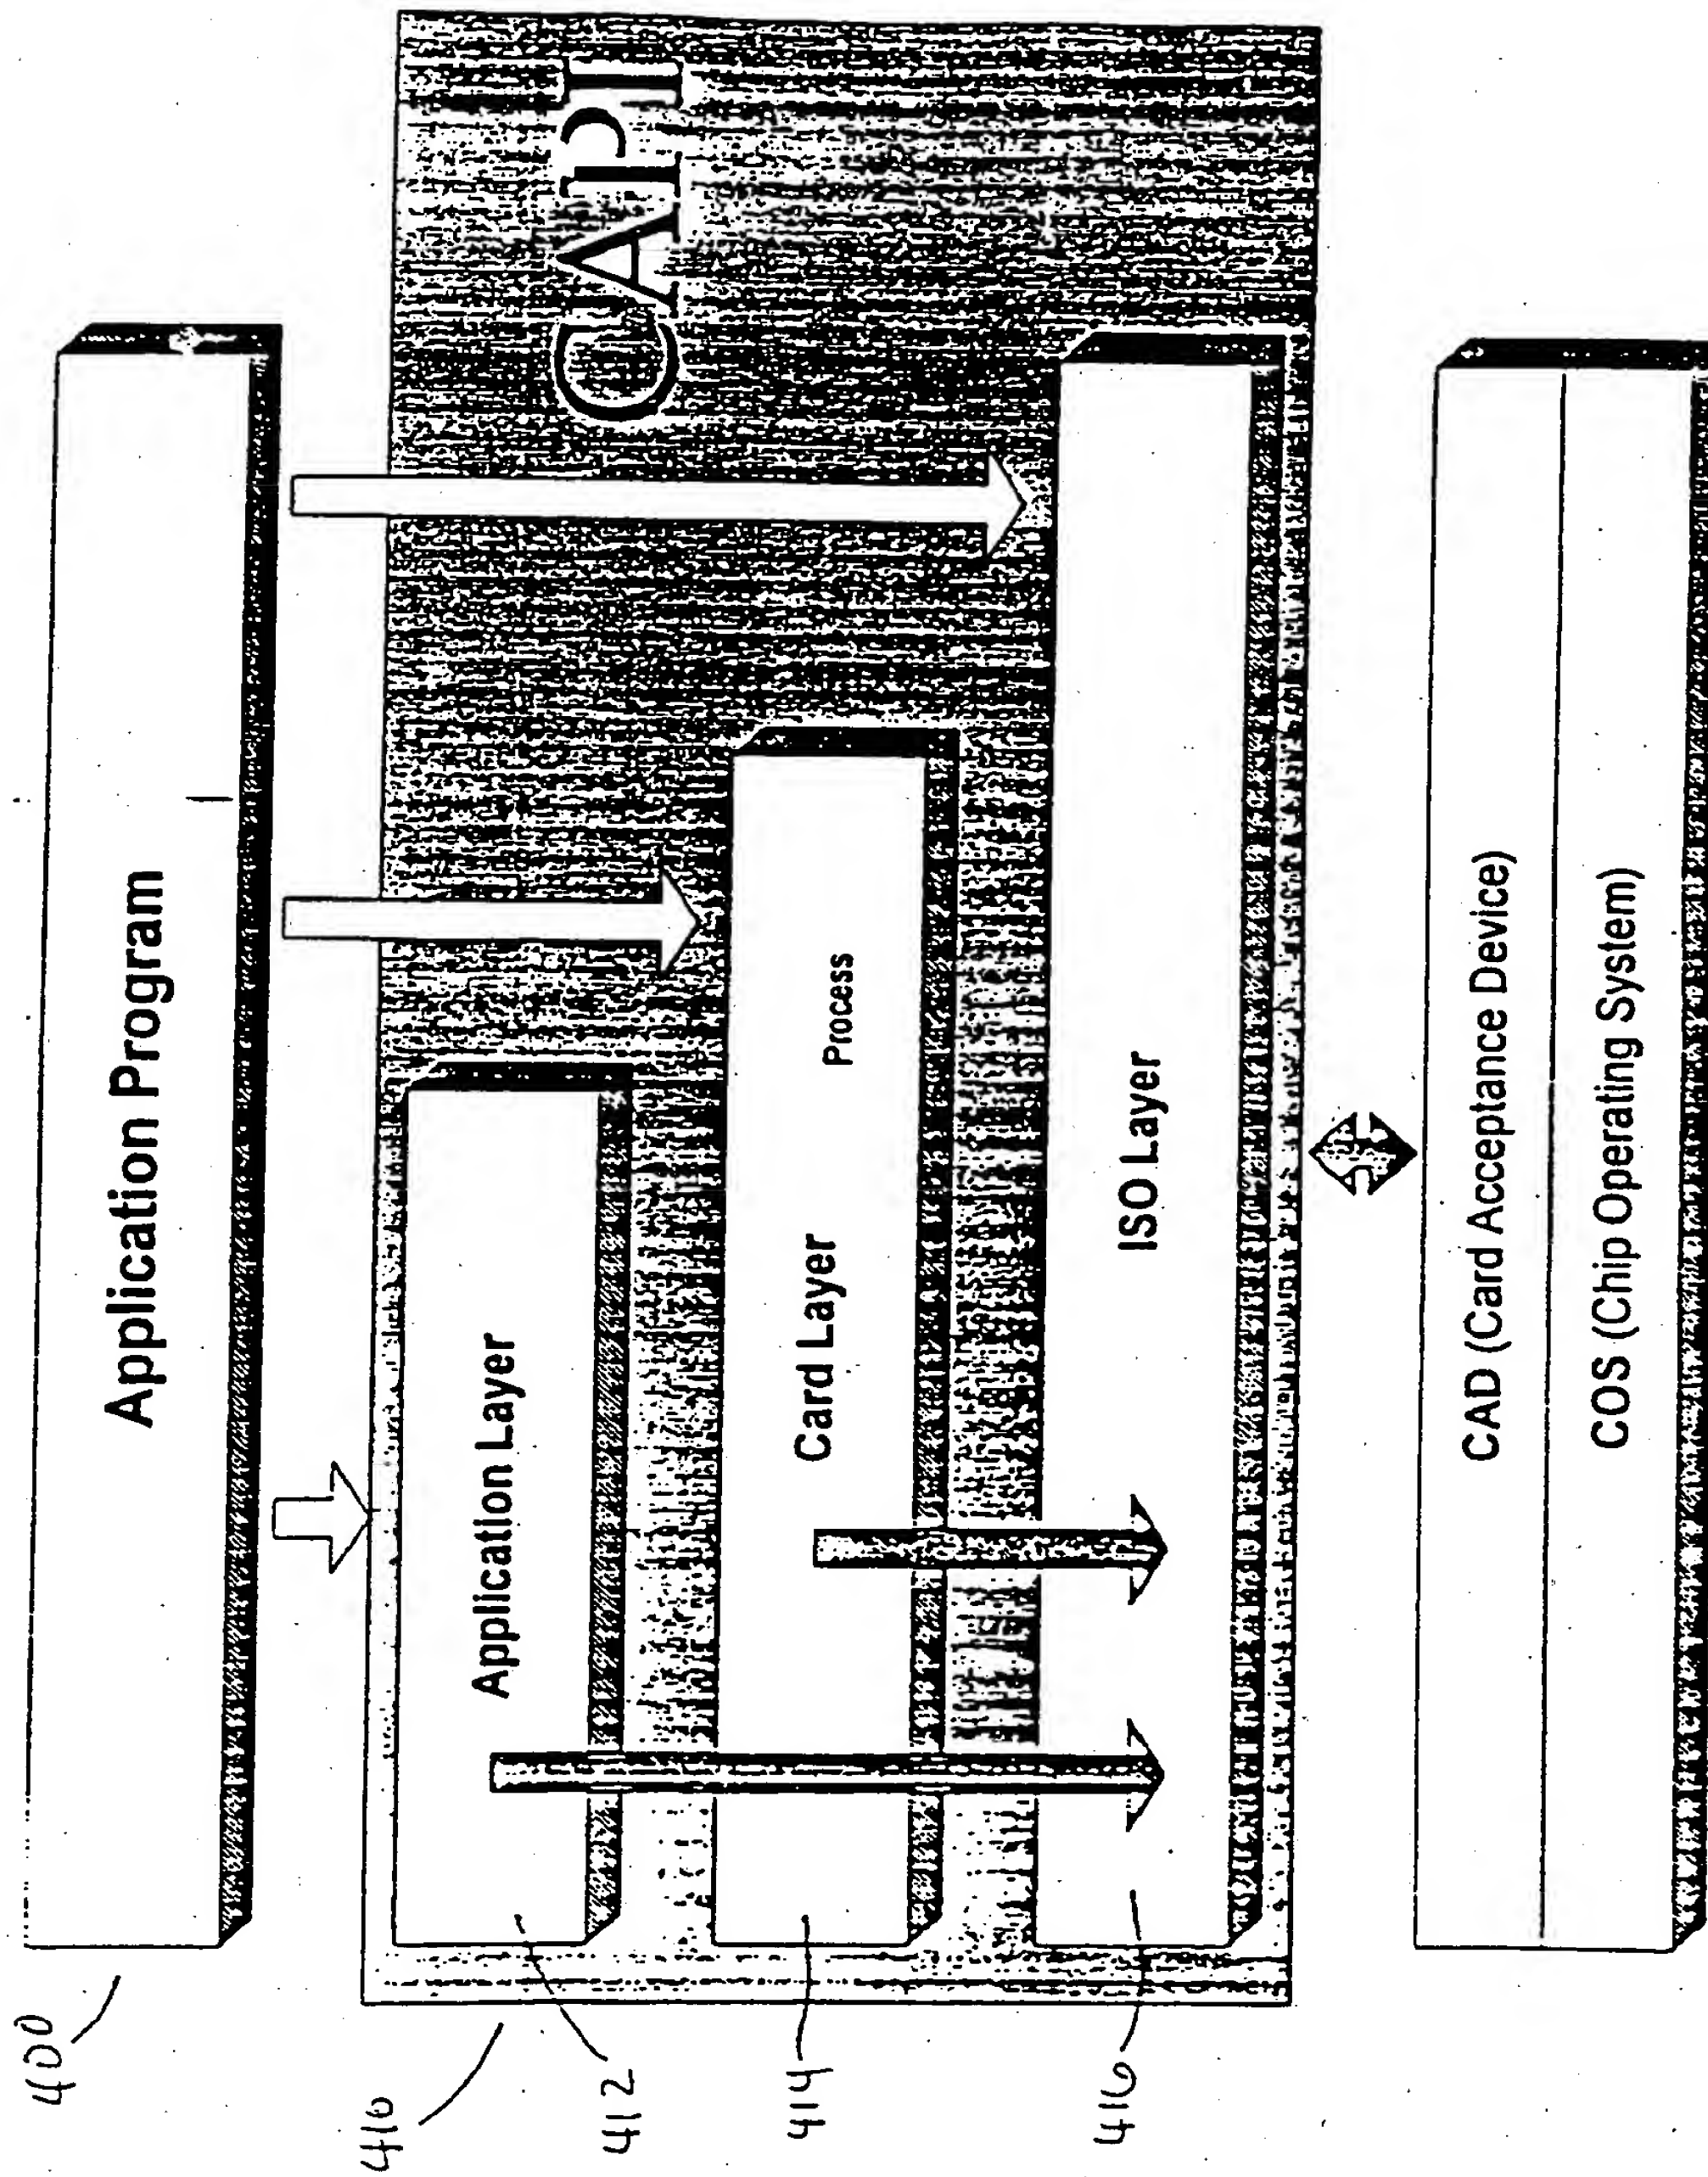 400
Application Program
410
CAPI
412
Application Layer
414
Card Layer
Process
416
ISO Layer
CAD (Card Acceptance Device)
COS (Chip Operating System)